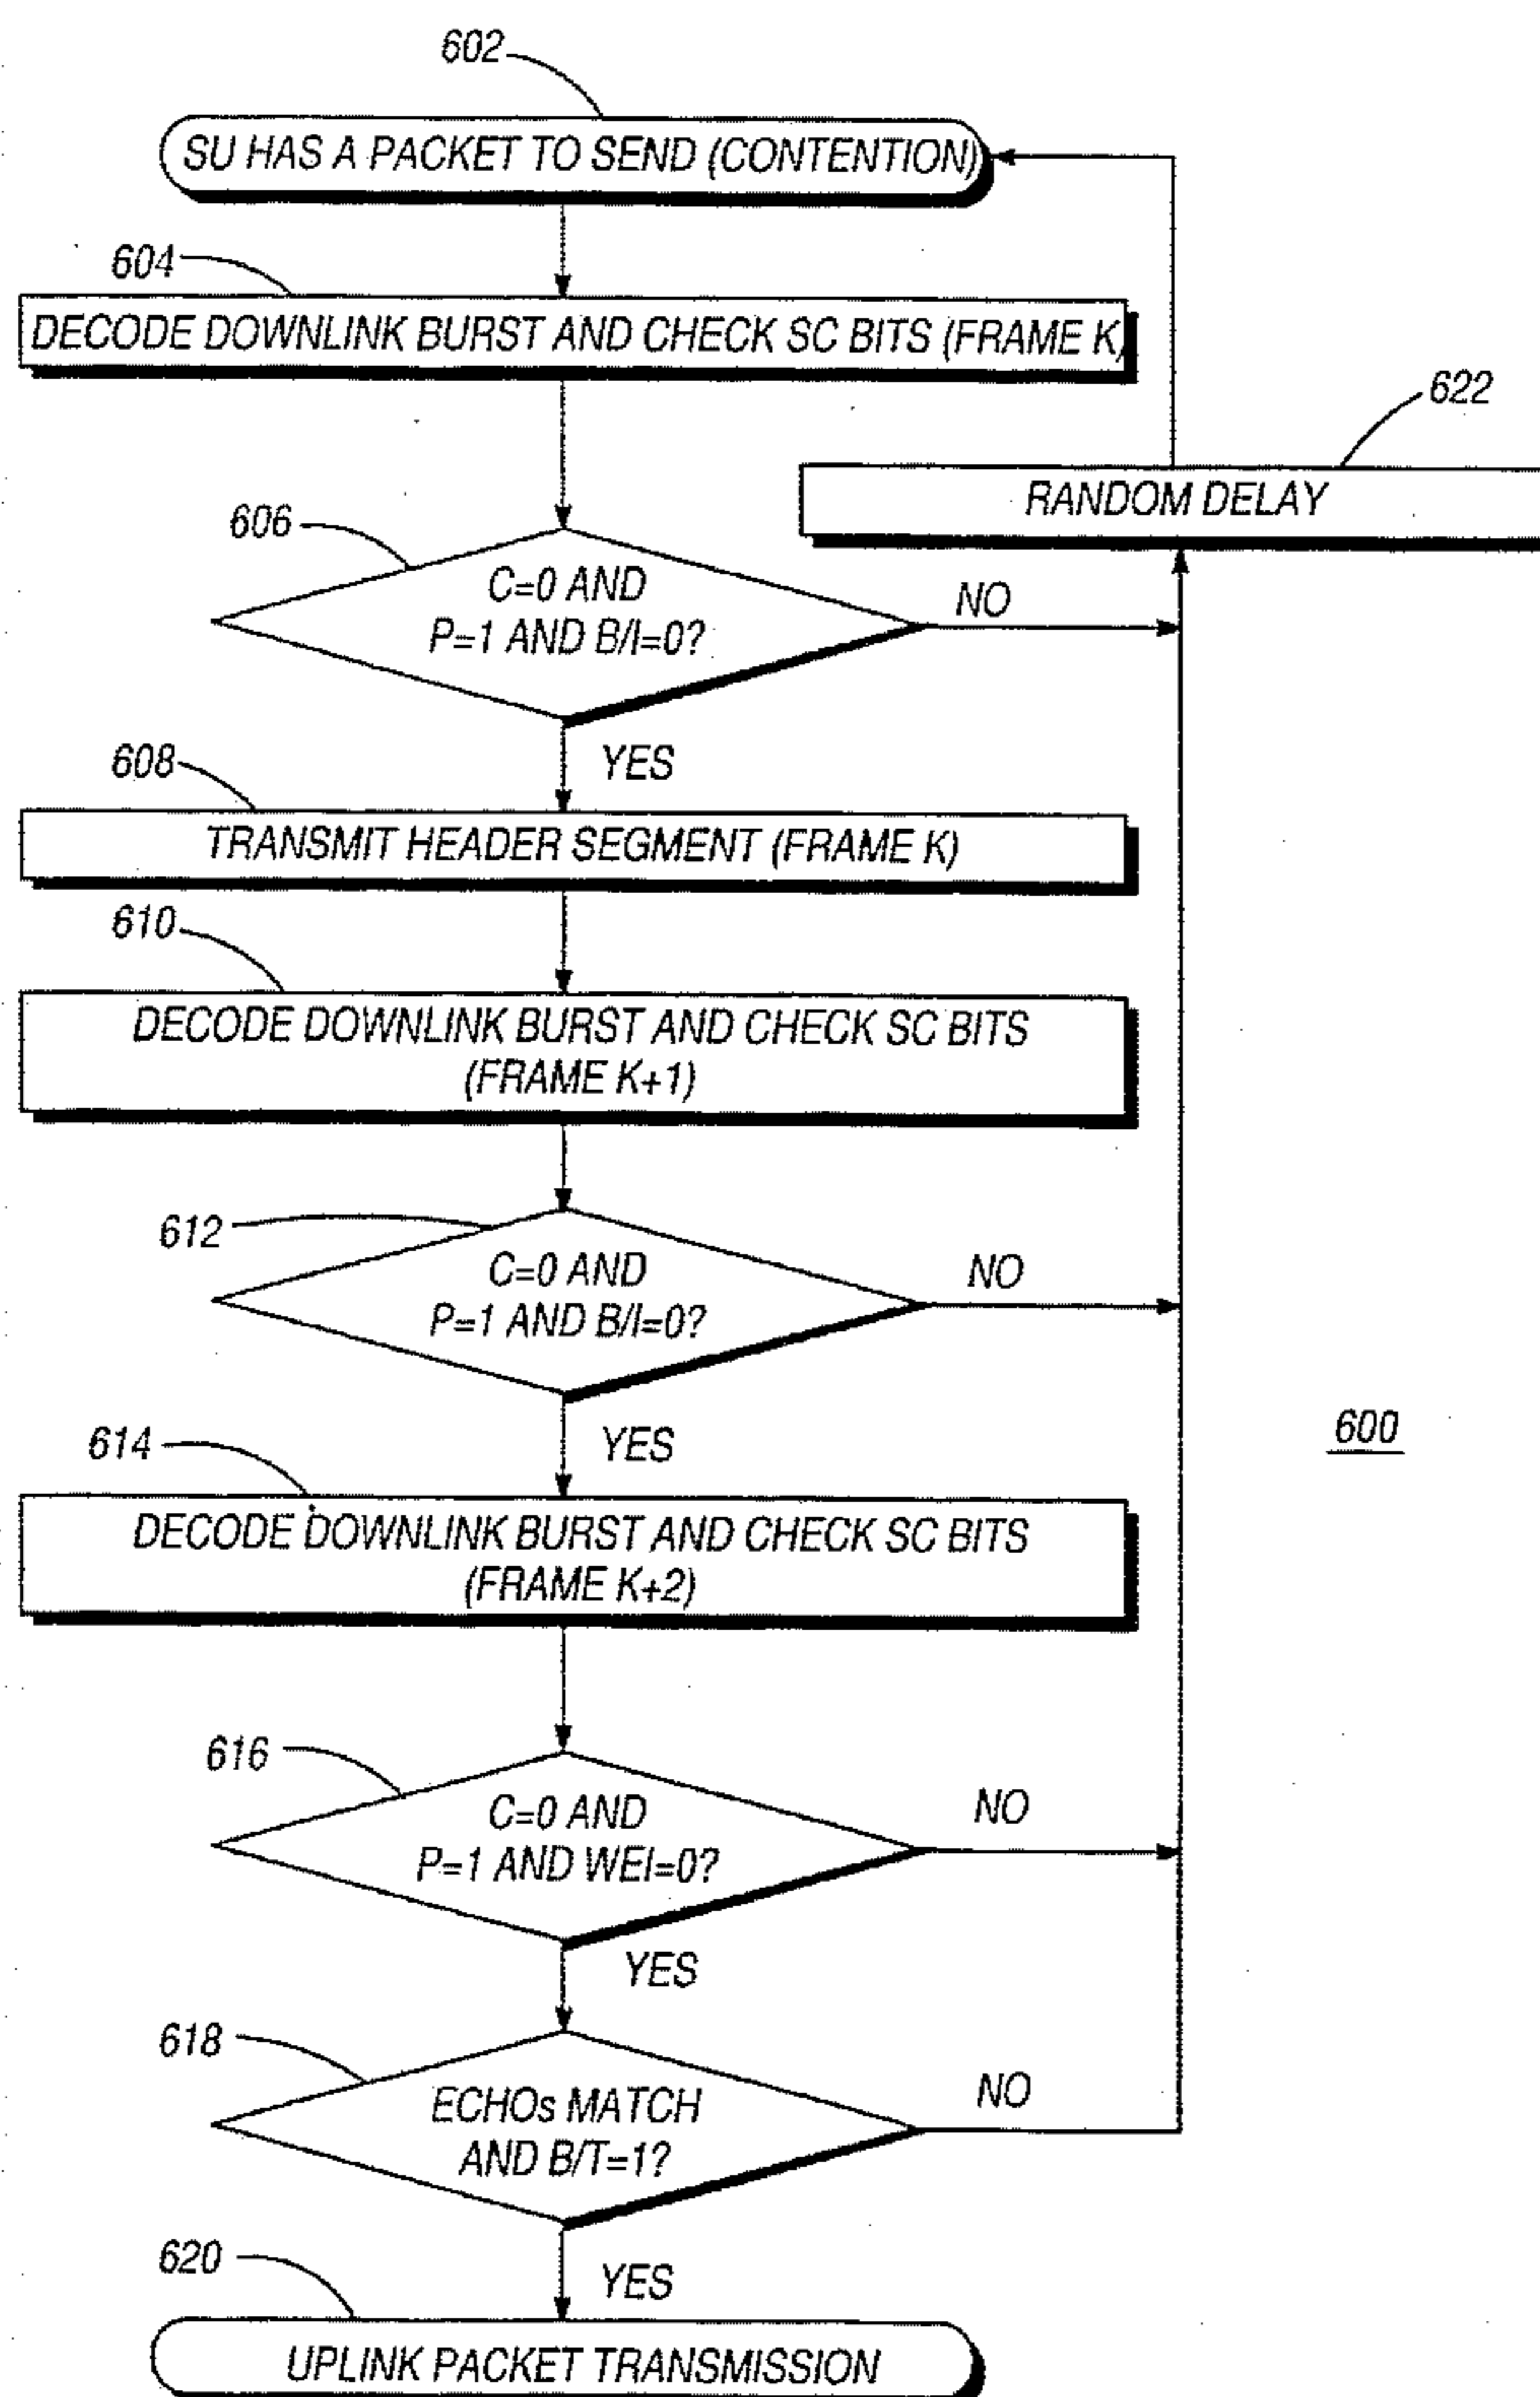 602
SU HAS A PACKET TO SEND (CONTENTION)
604
DECODE DOWNLINK BURST AND CHECK SC BITS (FRAME K)
622
RANDOM DELAY
606
C=0 AND
P=1 AND B/I=0?
NO
YES
608
TRANSMIT HEADER SEGMENT (FRAME K)
610
DECODE DOWNLINK BURST AND CHECK SC BITS
(FRAME K+1)
612
C=0 AND
P=1 AND B/I=0?
NO
YES
600
614
DECODE DOWNLINK BURST AND CHECK SC BITS
(FRAME K+2)
616
C=0 AND
P=1 AND WEI=0?
NO
YES
618
ECHOs MATCH
AND B/T=1?
NO
YES
620
UPLINK PACKET TRANSMISSION